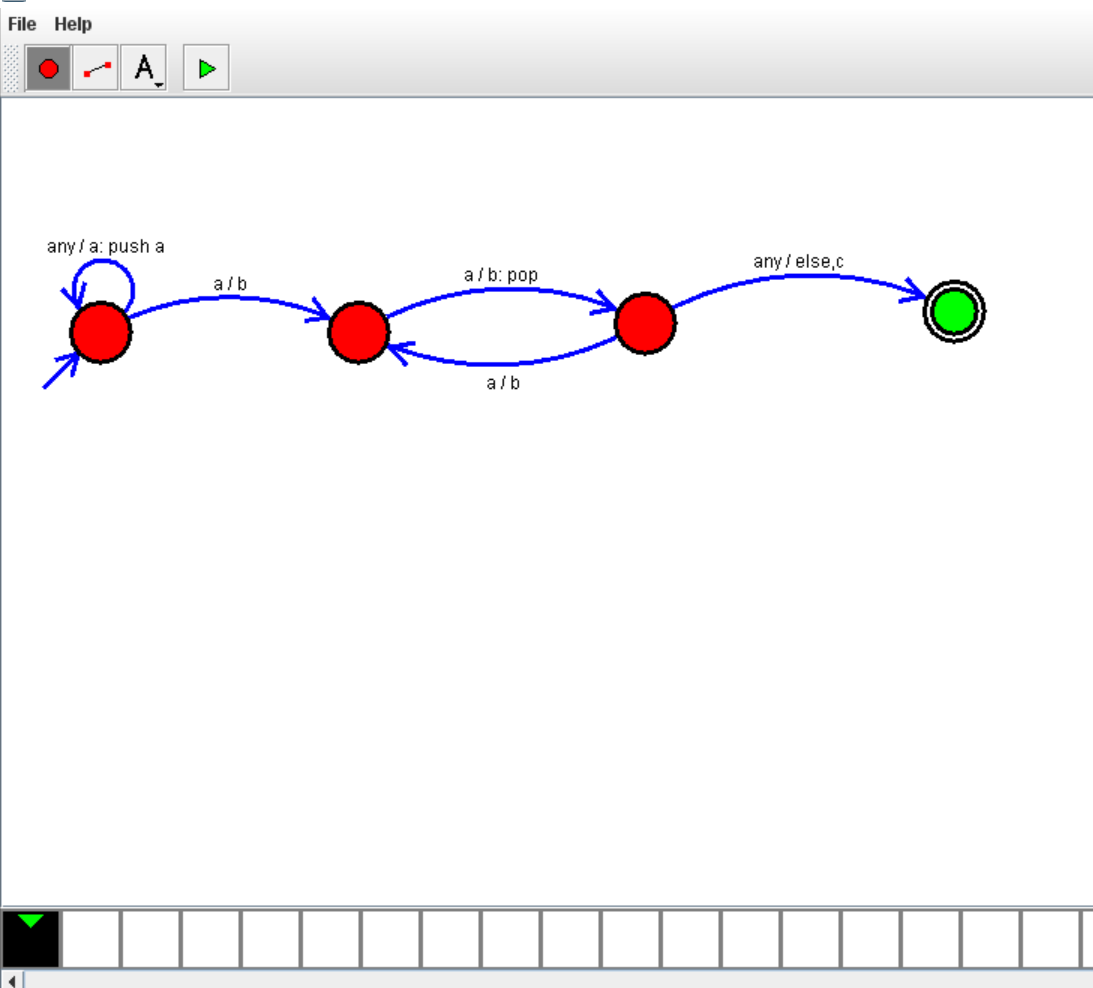 File Help
A
any / a: push a
a / b
a / b: pop
any / else,c
a / b